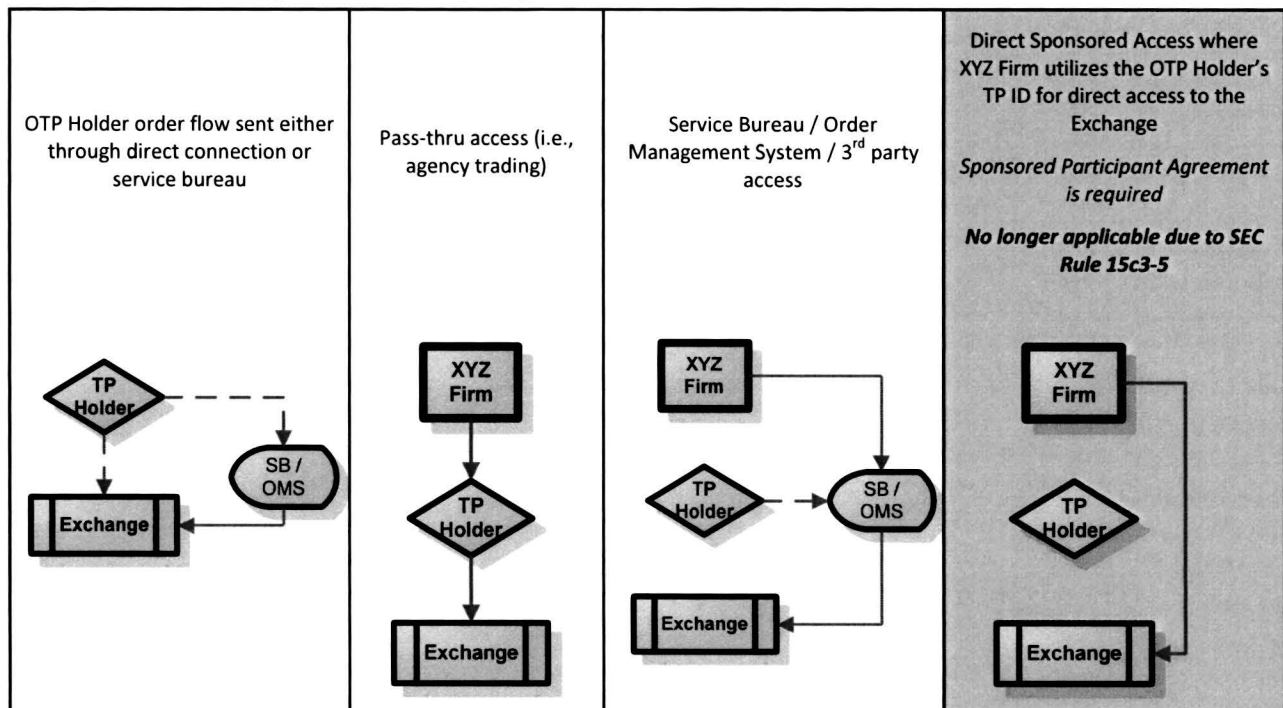 OTP Holder order flow sent either
through direct connection or
service bureau
TP
Holder
SB /
OMS
Exchange
Pass-thru access (i.e.,
agency trading)
XYZ
Firm
TP
Holder
Exchange
Service Bureau / Order
Management System / 3rd party
access
XYZ
Firm
TP
Holder
SB /
OMS
Exchange
Direct Sponsored Access where
XYZ Firm utilizes the OTP Holder's
TP ID for direct access to the
Exchange
Sponsored Participant Agreement
is required
No longer applicable due to SEC
Rule 15c3-5
XYZ
Firm
TP
Holder
Exchange